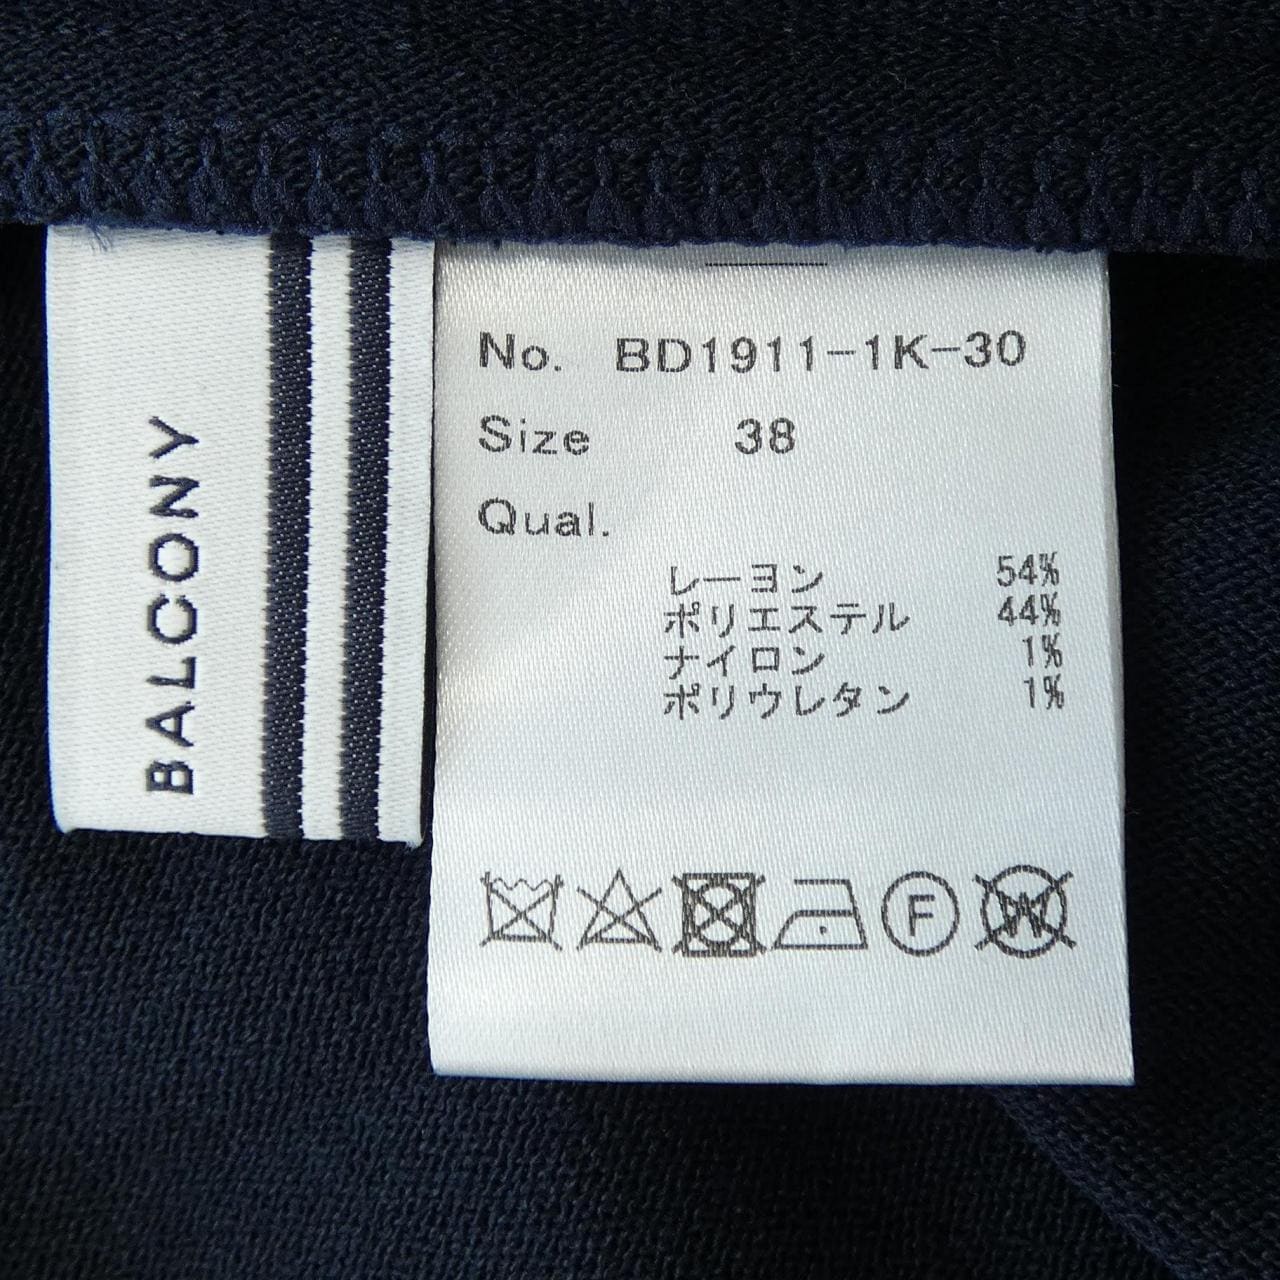 BALCONY
No. BD1911-1K-30
Size 38
Qual.
レーヨン 54%
ポリエステル 44%
ナイロン 1%
ポリウレタン 1%
F W